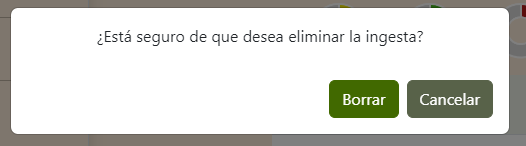 ¿Está seguro de que desea eliminar la ingesta?
Borrar Cancelar